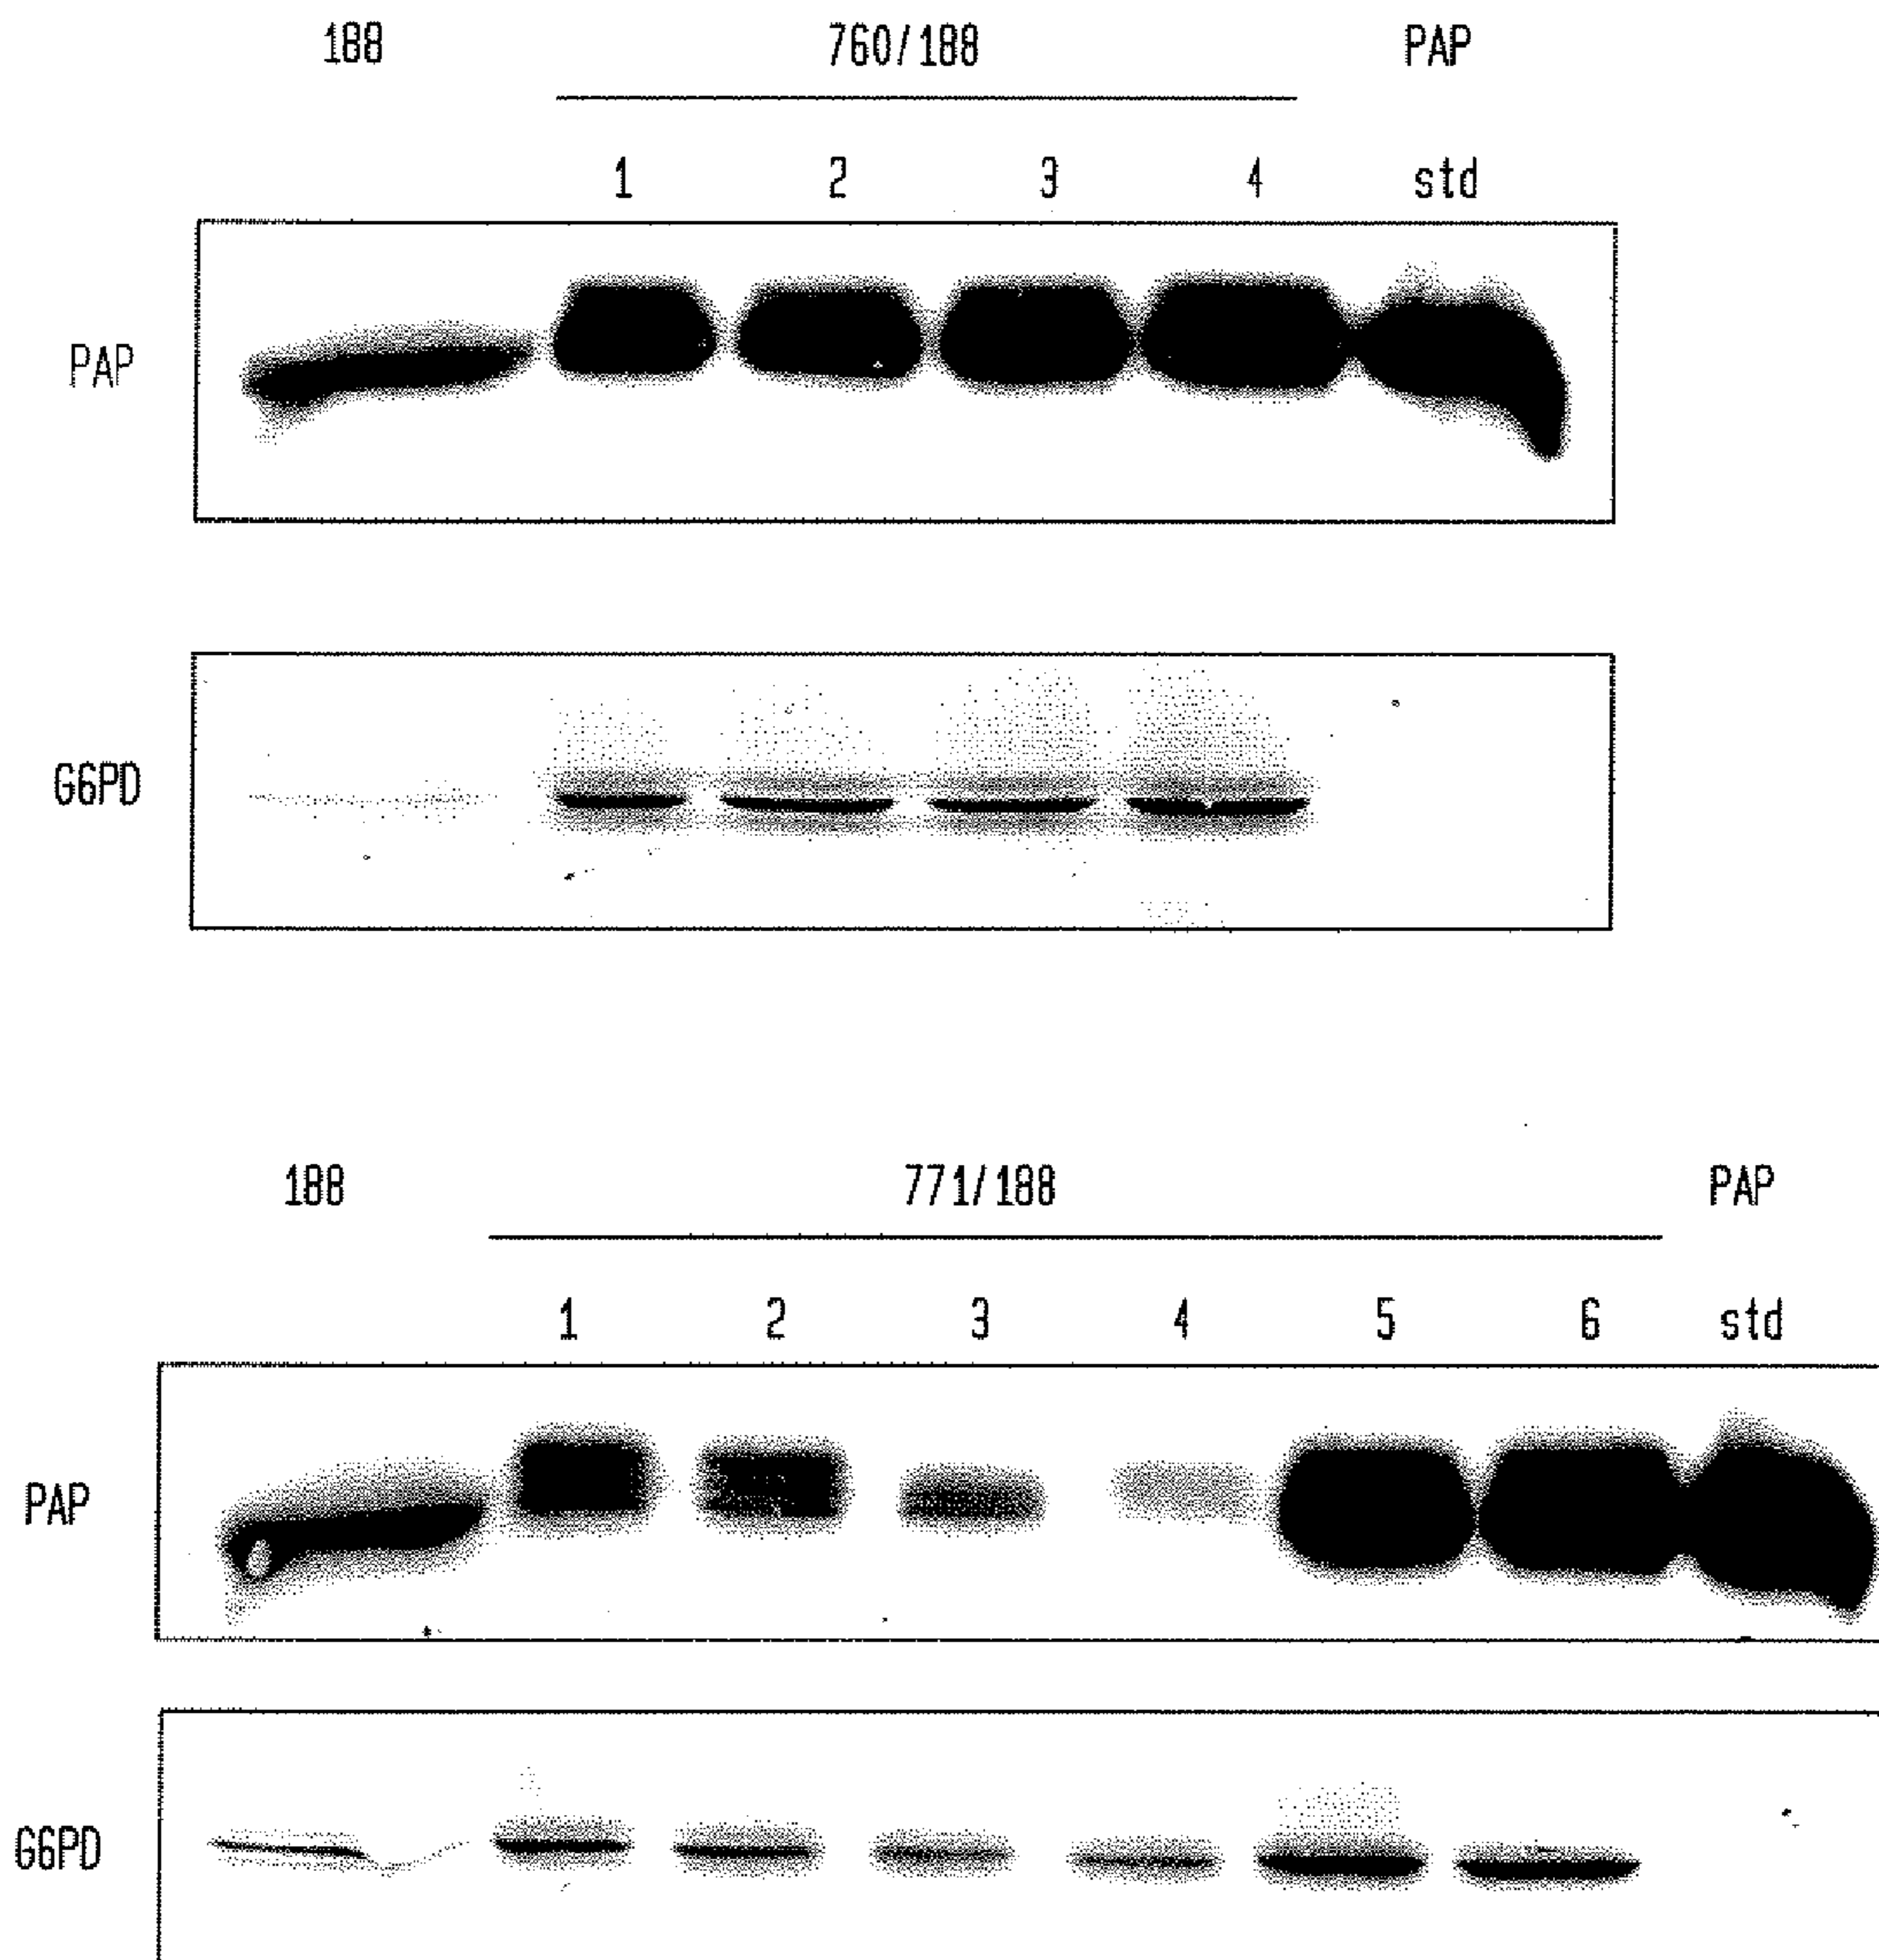 188 760/188 PAP
1 2 3 4 std
PAP
G6PD
188 771/188 PAP
1 2 3 4 5 6 std
PAP
G6PD